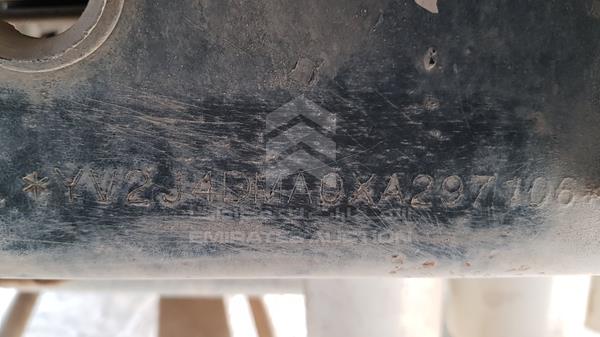 *YV2J4DMA0XA297106*
EMIRATES AUCTION